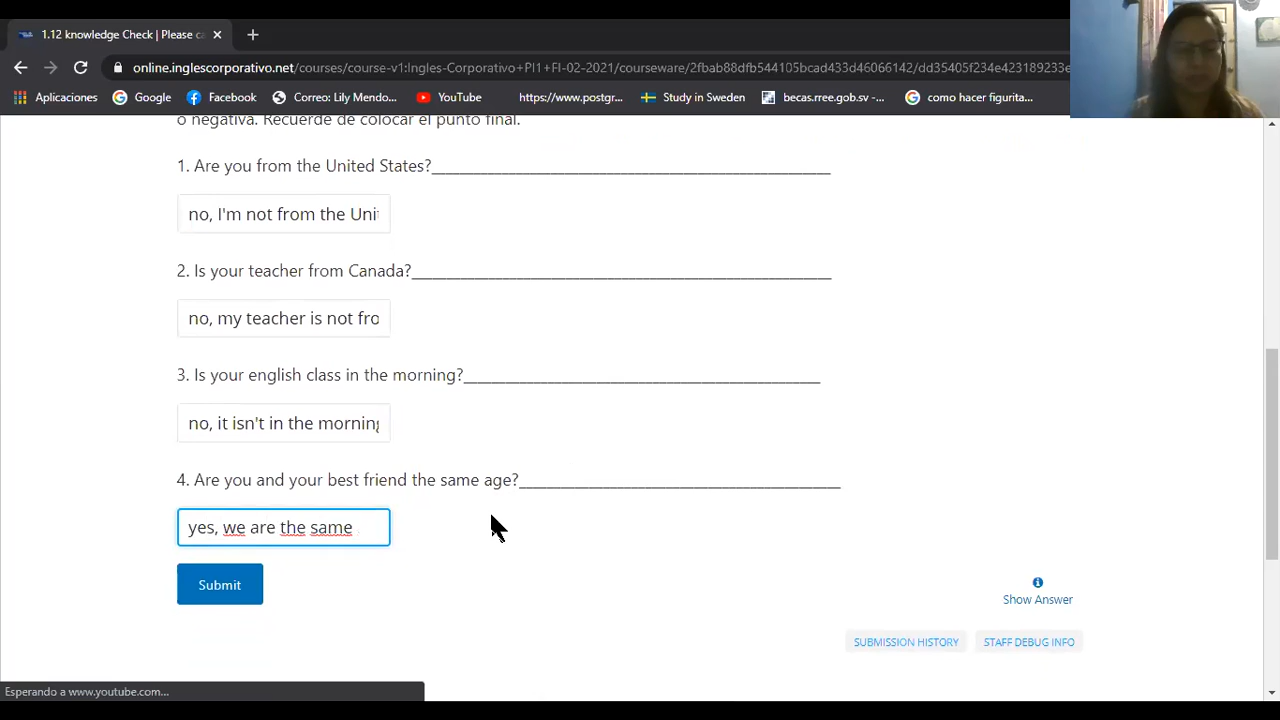 1.12 knowledge Check | Please ca
online.inglescorporativo.net/courses/course-v1:Ingles-Corporativo+PI1+FI-02-2021/courseware/2fbab88dfb544105bcad433d46066142/dd35405f234e423189233e
Aplicaciones Google Facebook Correo: Lily Mendo... YouTube https://www.postgr... Study in Sweden becas.rree.gob.sv –... como hacer figurita...
o negativa. Recuerde de colocar el punto final.
1. Are you from the United States?
no, I'm not from the Unit
2. Is your teacher from Canada?
no, my teacher is not fro
3. Is your english class in the morning?
no, it isn't in the morning
4. Are you and your best friend the same age?
yes, we are the same
Submit
Show Answer
SUBMISSION HISTORY STAFF DEBUG INFO
Esperando a www.youtube.com...